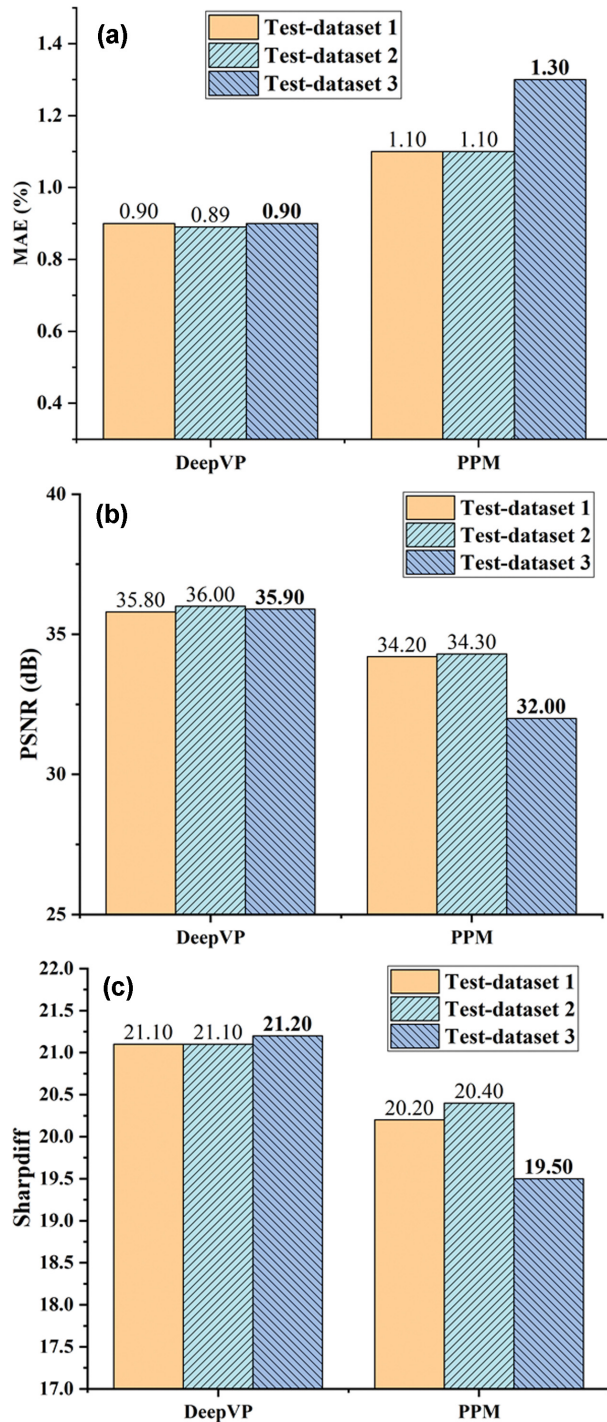 (a)
Test-dataset 1
Test-dataset 2
Test-dataset 3
MAE (%)
1.4
1.2
1.0
0.8
0.6
0.4
0.90
0.89
0.90
1.10
1.10
1.30
DeepVP
PPM
(b)
Test-dataset 1
Test-dataset 2
Test-dataset 3
PSNR (dB)
40
35
30
25
35.80
36.00
35.90
34.20
34.30
32.00
DeepVP
PPM
(c)
Test-dataset 1
Test-dataset 2
Test-dataset 3
Sharpdiff
22.0
21.5
21.0
20.5
20.0
19.5
19.0
18.5
18.0
17.5
17.0
21.10
21.10
21.20
20.20
20.40
19.50
DeepVP
PPM